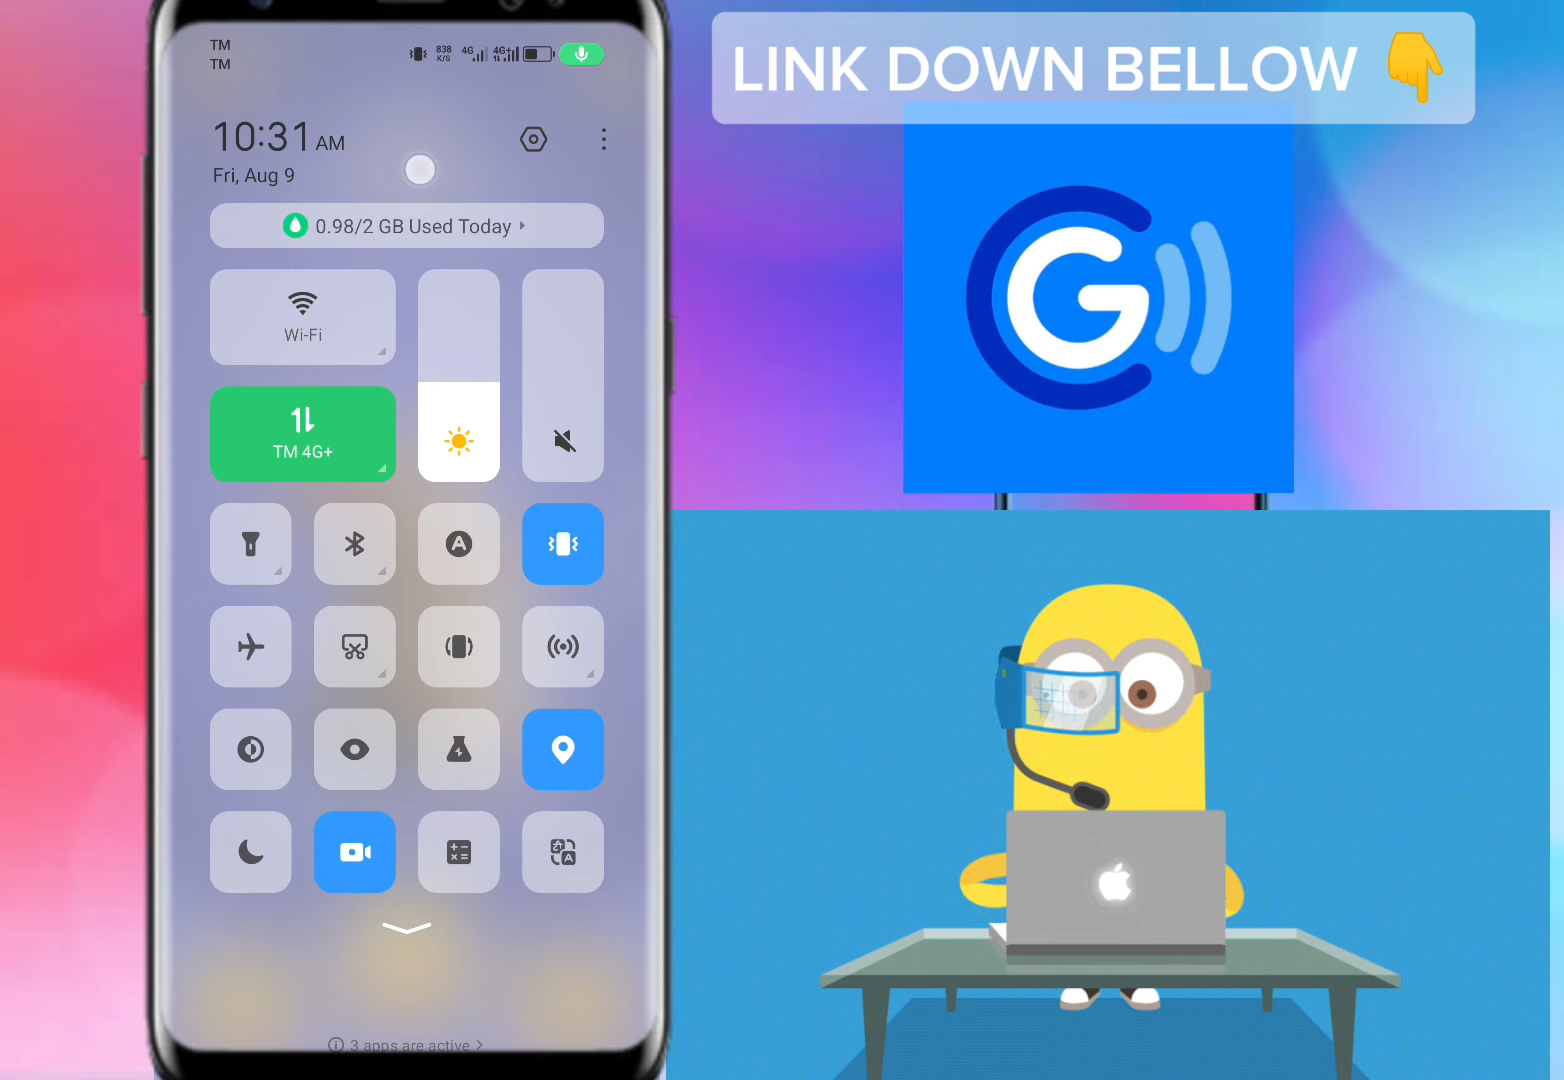 TM
TM
838
K/S
4G
4G+
10:31 AM
Fri, Aug 9
0.98/2 GB Used Today
Wi-Fi
TM 4G+
A
A
3 apps are active
LINK DOWN BELLOW 👇
G